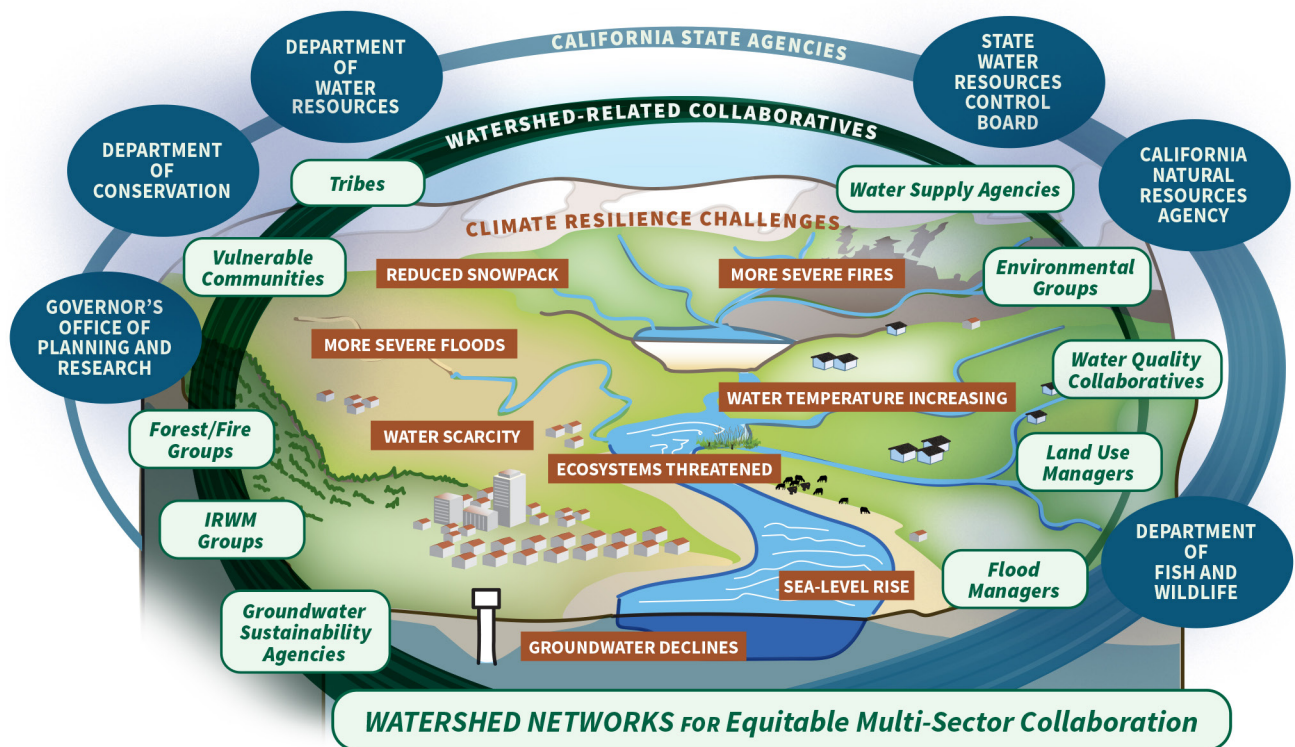 CALIFORNIA STATE AGENCIES
DEPARTMENT
OF
WATER
RESOURCES
STATE
WATER
RESOURCES
CONTROL
BOARD
DEPARTMENT
OF
CONSERVATION
CALIFORNIA
NATURAL
RESOURCES
AGENCY
GOVERNOR'S
OFFICE OF
PLANNING AND
RESEARCH
DEPARTMENT
OF
FISH AND
WILDLIFE
WATERSHED-RELATED COLLABORATIVES
Tribes
Water Supply Agencies
Vulnerable
Communities
Environmental
Groups
Water Quality
Collaboratives
Forest/Fire
Groups
Land Use
Managers
IRWM
Groups
Flood
Managers
Groundwater
Sustainability
Agencies
CLIMATE RESILIENCE CHALLENGES
REDUCED SNOWPACK
MORE SEVERE FIRES
MORE SEVERE FLOODS
WATER TEMPERATURE INCREASING
WATER SCARCITY
ECOSYSTEMS THREATENED
SEA-LEVEL RISE
GROUNDWATER DECLINES
WATERSHED NETWORKS FOR Equitable Multi-Sector Collaboration